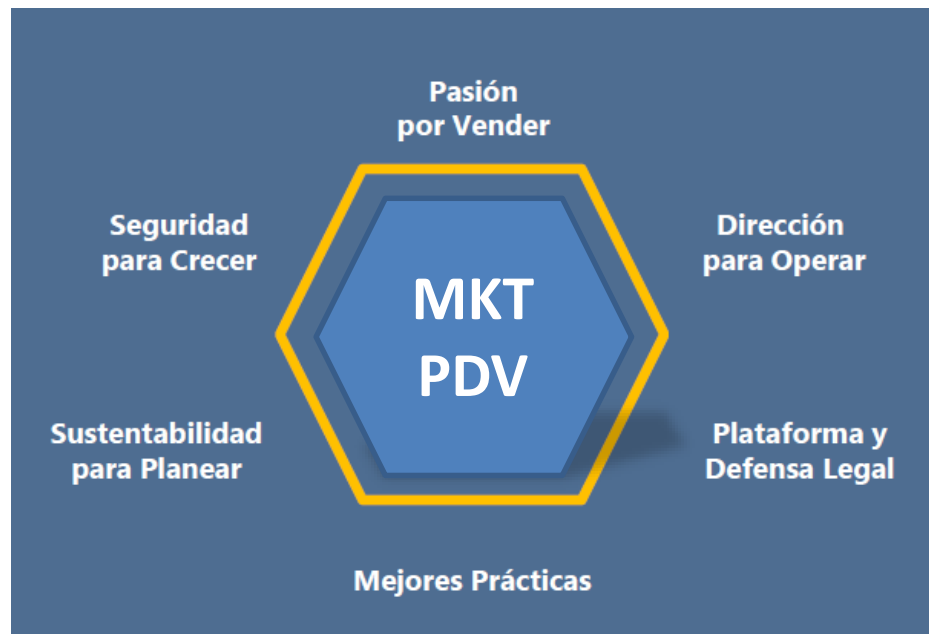 Pasión
por Vender
Seguridad
para Crecer
Dirección
para Operar
MKT
PDV
Sustentabilidad
para Planear
Plataforma y
Defensa Legal
Mejores Prácticas